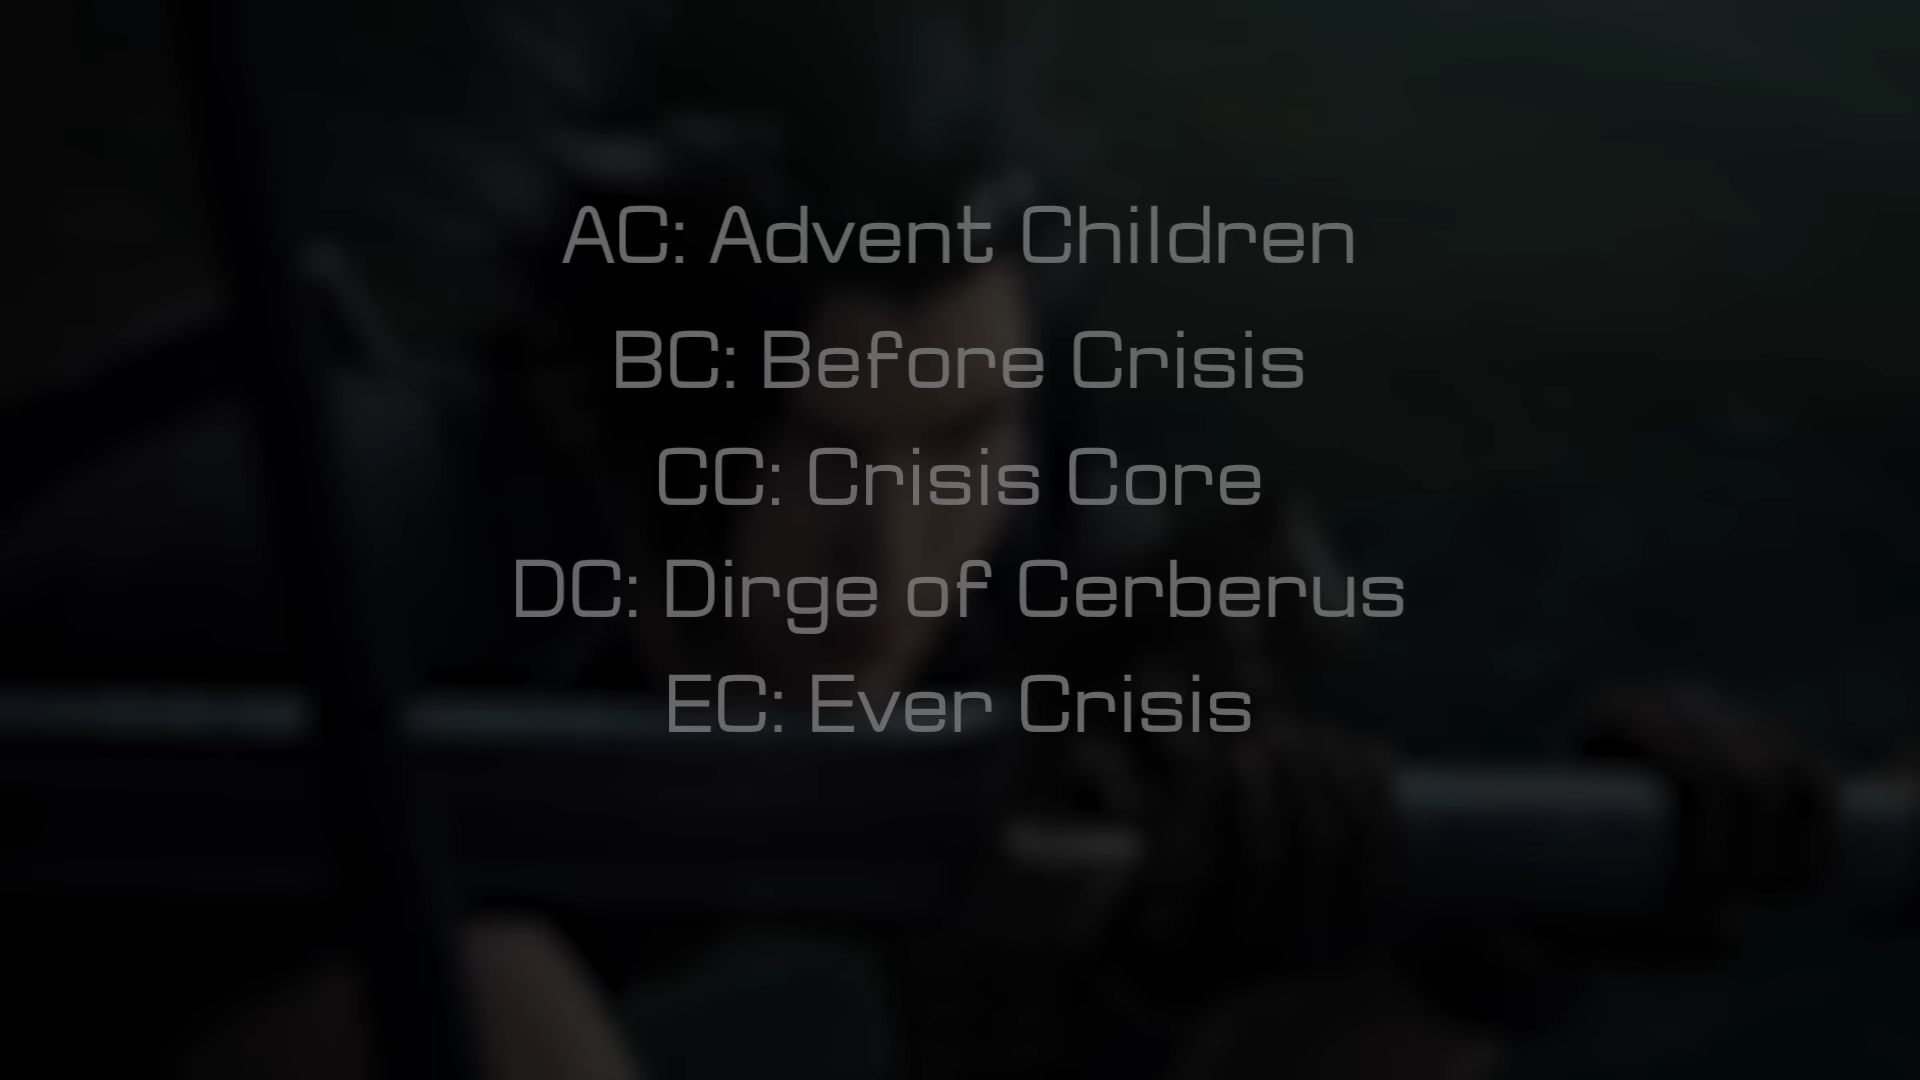 AC: Advent Children
BC: Before Crisis
CC: Crisis Core
DC: Dirge of Cerberus
EC: Ever Crisis